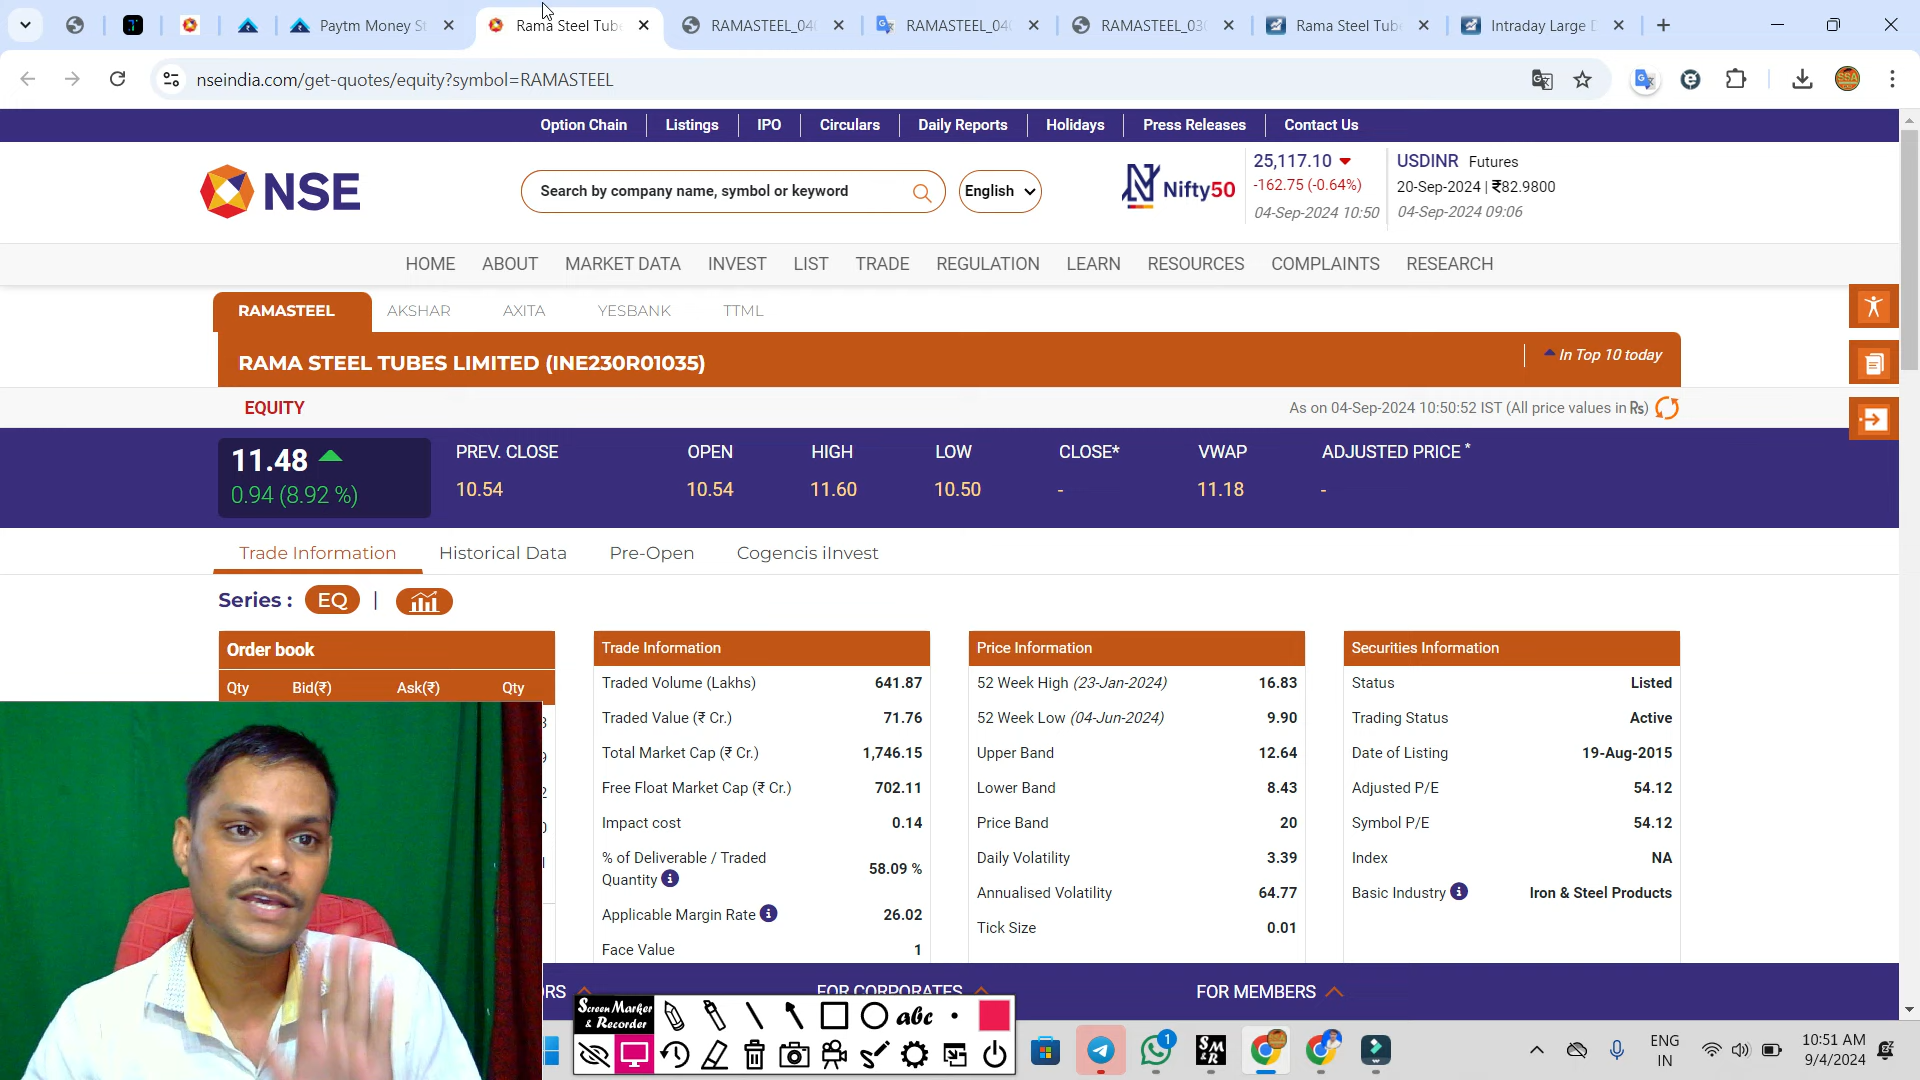 Paytm Money St
Rama Steel Tube
RAMASTEEL_040
RAMASTEEL_040
RAMASTEEL_030
Rama Steel Tub
Intraday Large D
nseindia.com/get-quotes/equity?symbol=RAMASTEEL
Option Chain
Listings
IPO
Circulars
Daily Reports
Holidays
Press Releases
Contact Us
NSE
Search by company name, symbol or keyword
English
Nifty50
25,117.10
-162.75 (-0.64%)
04-Sep-2024 10:50
USDINR Futures
20-Sep-2024 | ₹82.9800
04-Sep-2024 09:06
HOME ABOUT MARKET DATA INVEST LIST TRADE REGULATION LEARN RESOURCES COMPLAINTS RESEARCH
RAMASTEEL AKSHAR AXITA YESBANK TTML
RAMA STEEL TUBES LIMITED (INE230R01035)
In Top 10 today
EQUITY
As on 04-Sep-2024 10:50:52 IST (All price values in ₨)
11.48
0.94 (8.92 %)
PREV. CLOSE OPEN HIGH LOW CLOSE* VWAP ADJUSTED PRICE *
10.54 10.54 11.60 10.50 - 11.18 -
Trade Information Historical Data Pre-Open Cogencis iInvest
Series : EQ |
Order book
Qty Bid(₹) Ask(₹) Qty
Trade Information
Traded Volume (Lakhs) 641.87
Traded Value (₹ Cr.) 71.76
Total Market Cap (₹ Cr.) 1,746.15
Free Float Market Cap (₹ Cr.) 702.11
Impact cost 0.14
% of Deliverable / Traded
Quantity 58.09 %
Applicable Margin Rate 26.02
Face Value 1
Price Information
52 Week High (23-Jan-2024) 16.83
52 Week Low (04-Jun-2024) 9.90
Upper Band 12.64
Lower Band 8.43
Price Band 20
Daily Volatility 3.39
Annualised Volatility 64.77
Tick Size 0.01
Securities Information
Status Listed
Trading Status Active
Date of Listing 19-Aug-2015
Adjusted P/E 54.12
Symbol P/E 54.12
Index NA
Basic Industry Iron & Steel Products
ORS
FOR CORPORATES
FOR MEMBERS
Screen Marker
& Recorder
abc
1
SM
&R
ENG
IN
10:51 AM
9/4/2024